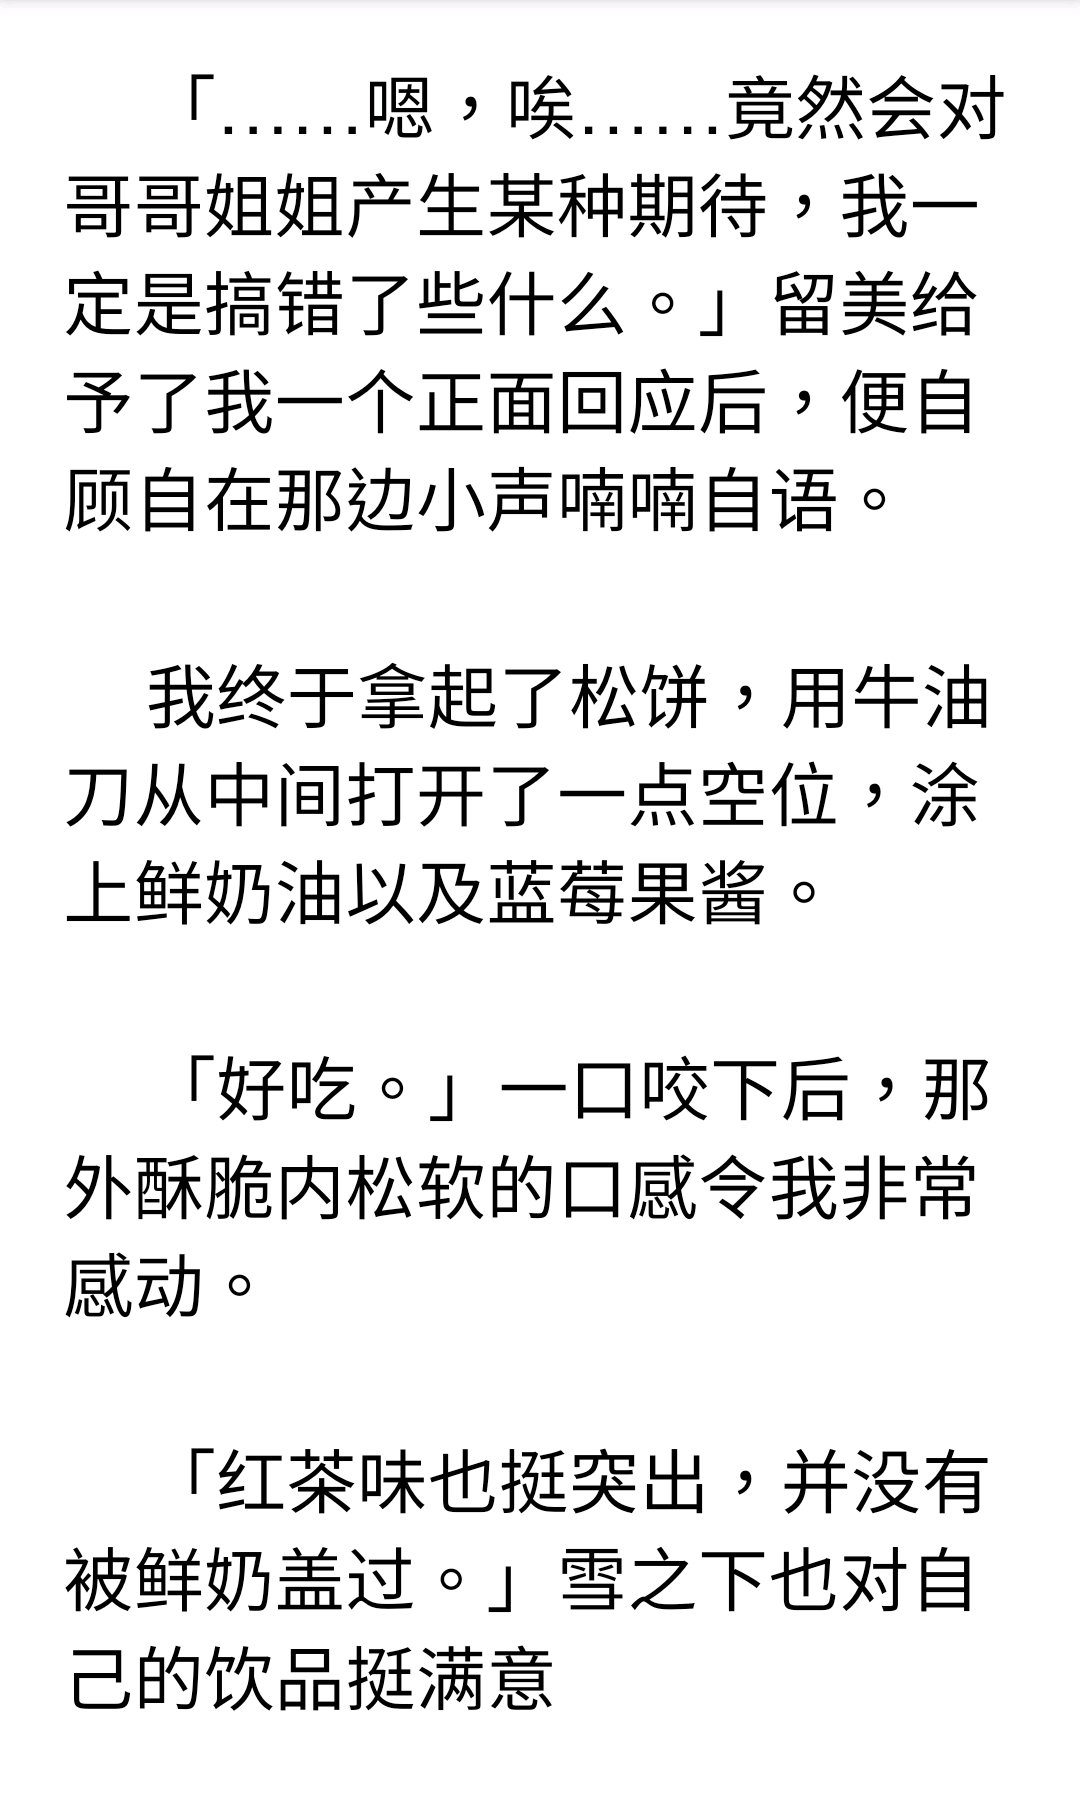 「……嗯，唉……竟然会对
哥哥姐姐产生某种期待，我一
定是搞错了些什么。」留美给
予了我一个正面回应后，便自
顾自在那边小声喃喃自语。
我终于拿起了松饼，用牛油
刀从中间打开了一点空位，涂
上鲜奶油以及蓝莓果酱。
「好吃。」一口咬下后，那
外酥脆内松软的口感令我非常
感动。
「红茶味也挺突出，并没有
被鲜奶盖过。」雪之下也对自
己的饮品挺满意